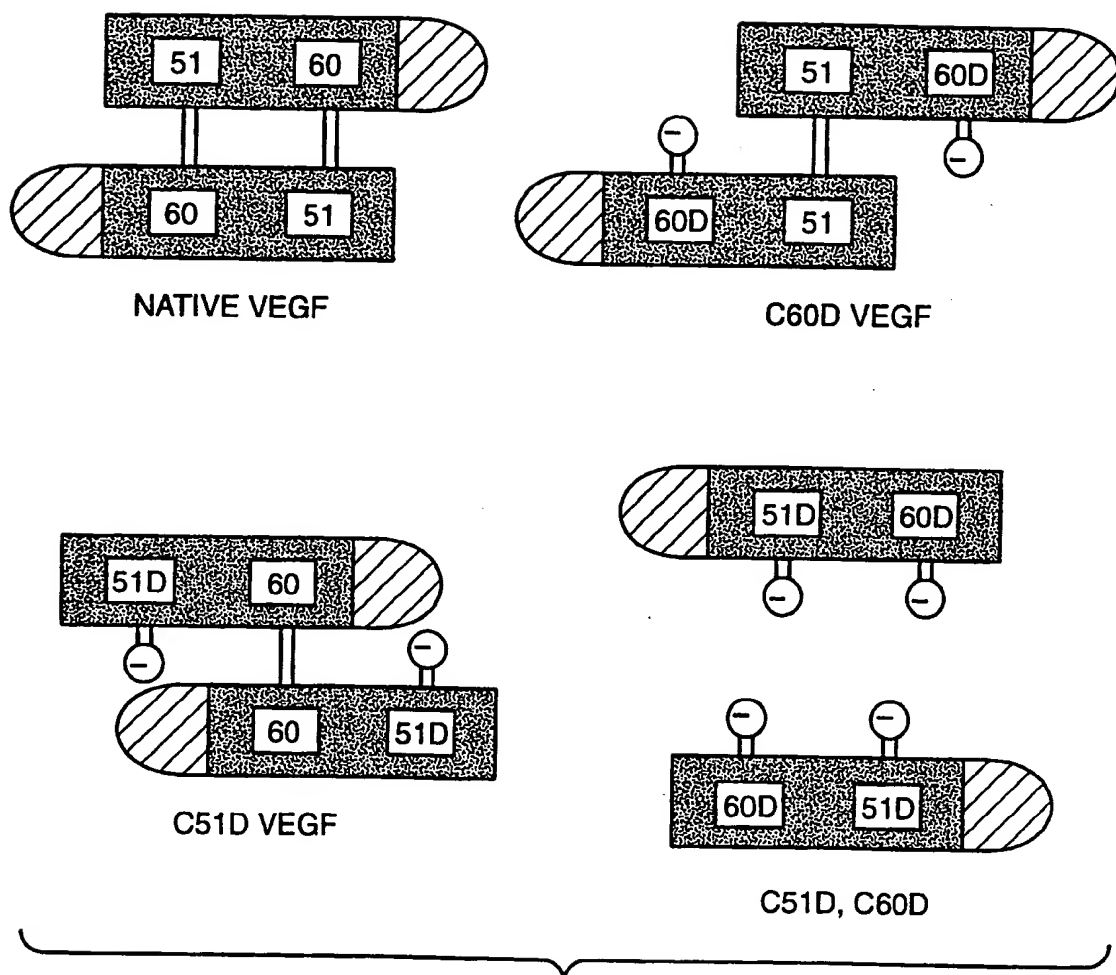 51 60
60 51
NATIVE VEGF
51 60D
60D 51
C60D VEGF
51D 60
60 51D
C51D VEGF
51D 60D
60D 51D
C51D, C60D